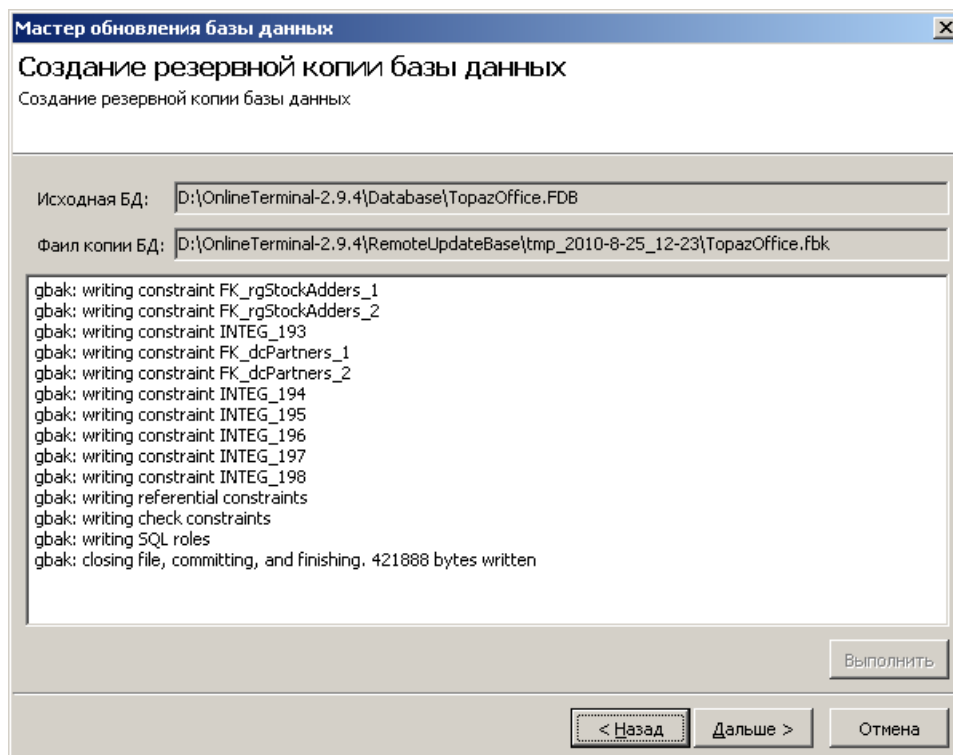 Мастер обновления базы данных
Создание резервной копии базы данных
Создание резервной копии базы данных
Исходная БД: D:\OnlineTerminal-2.9.4\Database\TopazOffice.FDB
Фаил копии БД: D:\OnlineTerminal-2.9.4\RemoteUpdateBase\tmp_2010-8-25_12-23\TopazOffice.fbk
gbak: writing constraint FK_rgStockAdders_1
gbak: writing constraint FK_rgStockAdders_2
gbak: writing constraint INTEG_193
gbak: writing constraint FK_dcPartners_1
gbak: writing constraint FK_dcPartners_2
gbak: writing constraint INTEG_194
gbak: writing constraint INTEG_195
gbak: writing constraint INTEG_196
gbak: writing constraint INTEG_197
gbak: writing constraint INTEG_198
gbak: writing referential constraints
gbak: writing check constraints
gbak: writing SQL roles
gbak: closing file, committing, and finishing. 421888 bytes written
Выполнить
< Назад Дальше > Отмена